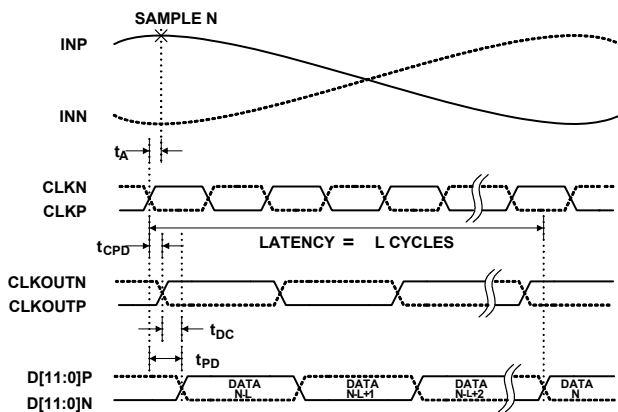 SAMPLE N
INP
INN
tA
CLKN
CLKP
LATENCY = L CYCLES
tCPD
CLKOUTN
CLKOUTP
tDC
tPD
D[11:0]P
D[11:0]N
DATA
N-L
DATA
N-L+1
DATA
N-L+2
DATA
N